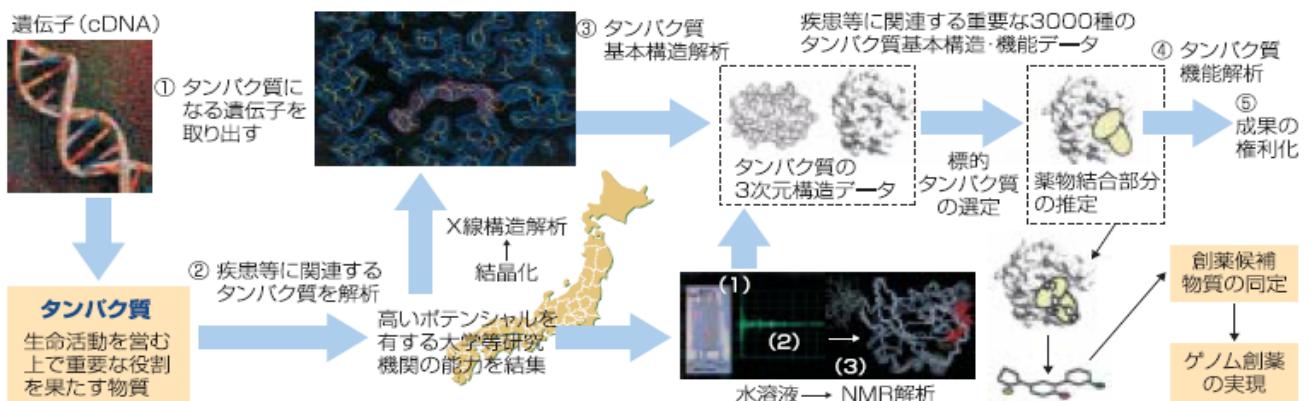 遺伝子(cDNA)
① タンパク質に
なる遺伝子を
取り出す
タンパク質
生命活動を営む
上で重要な役割
を果たす物質
② 疾患等に関連する
タンパク質を解析
高いポテンシャルを
有する大学等研究
機関の能力を結集
結晶化
X線構造解析
③ タンパク質
基本構造解析
(1)
(2)
(3)
水溶液→NMR解析
疾患等に関連する重要な3000種の
タンパク質基本構造・機能データ
タンパク質の
3次元構造データ
標的
タンパク質
の選定
薬物結合部分
の推定
④ タンパク質
機能解析
⑤
成果の
権利化
創薬候補
物質の同定
ゲノム創薬
の実現